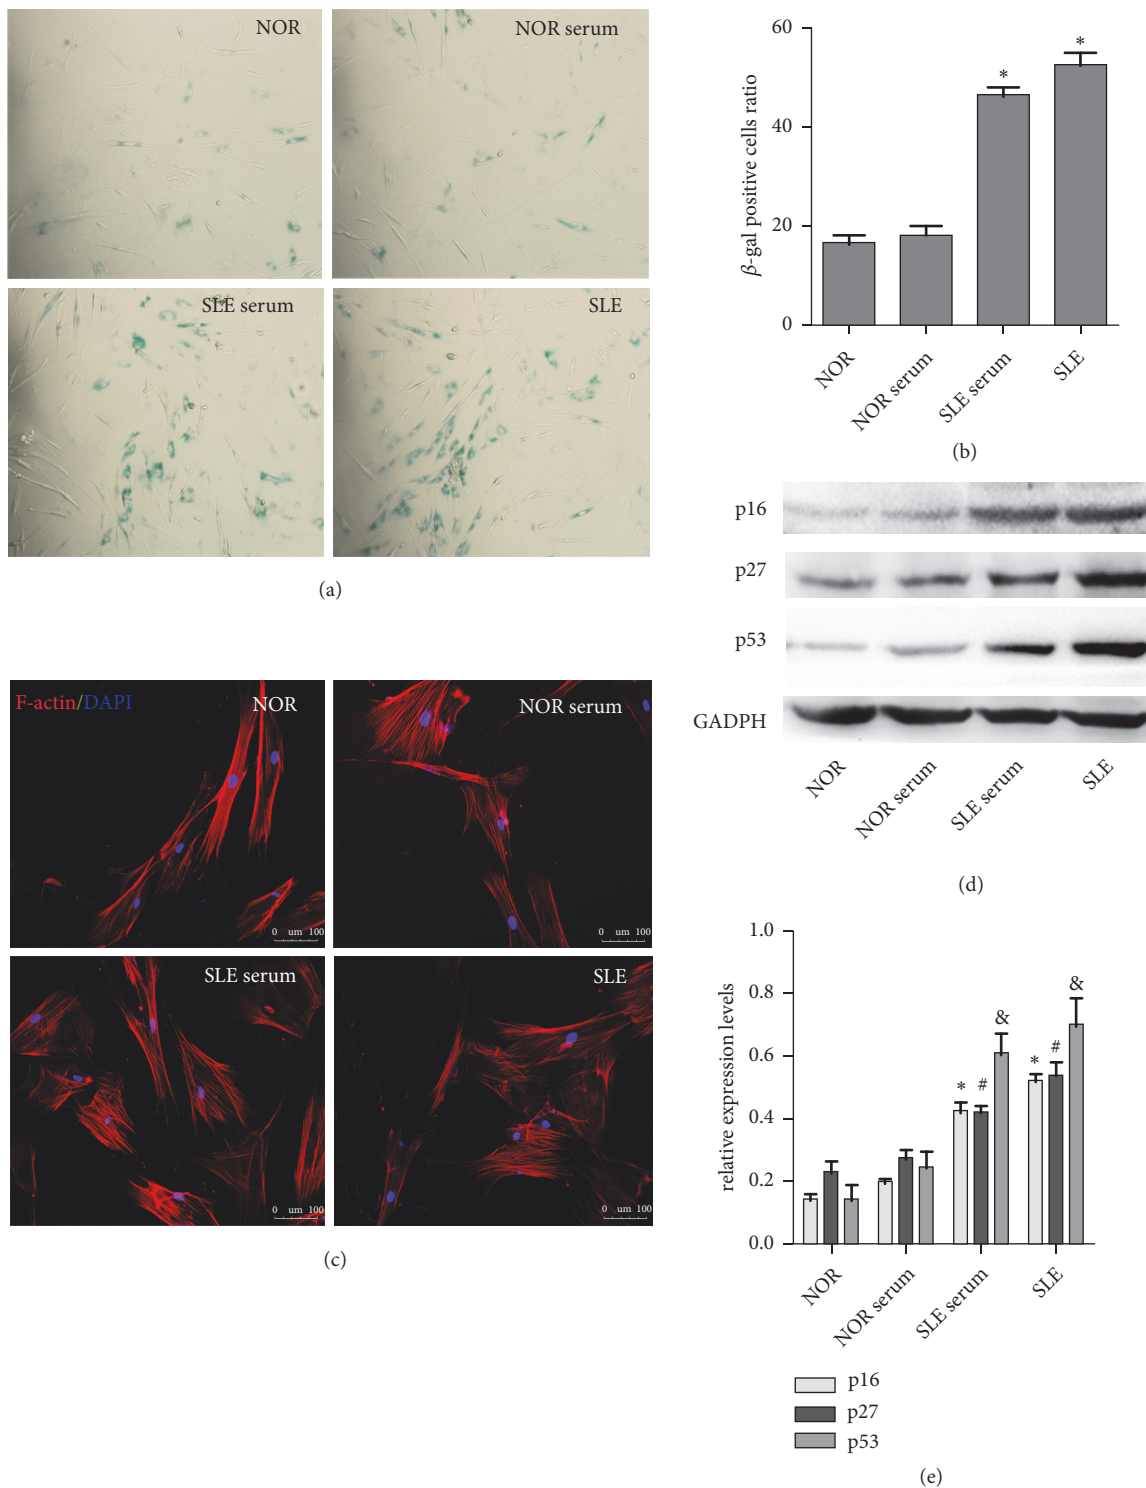 NOR
NOR serum
SLE serum
SLE
(a)
60
40
20
0
β-gal positive cells ratio
*
*
NOR
NOR serum
SLE serum
SLE
(b)
F-actin/DAPI
NOR
0 um 100
NOR serum
0 um 100
SLE serum
0 um 100
SLE
0 um 100
(c)
p16
p27
p53
GADPH
NOR
NOR serum
SLE serum
SLE
(d)
1.0
0.8
0.6
0.4
0.2
0.0
relative expression levels
* # &
* # &
NOR
NOR serum
SLE serum
SLE
p16
p27
p53
(e)